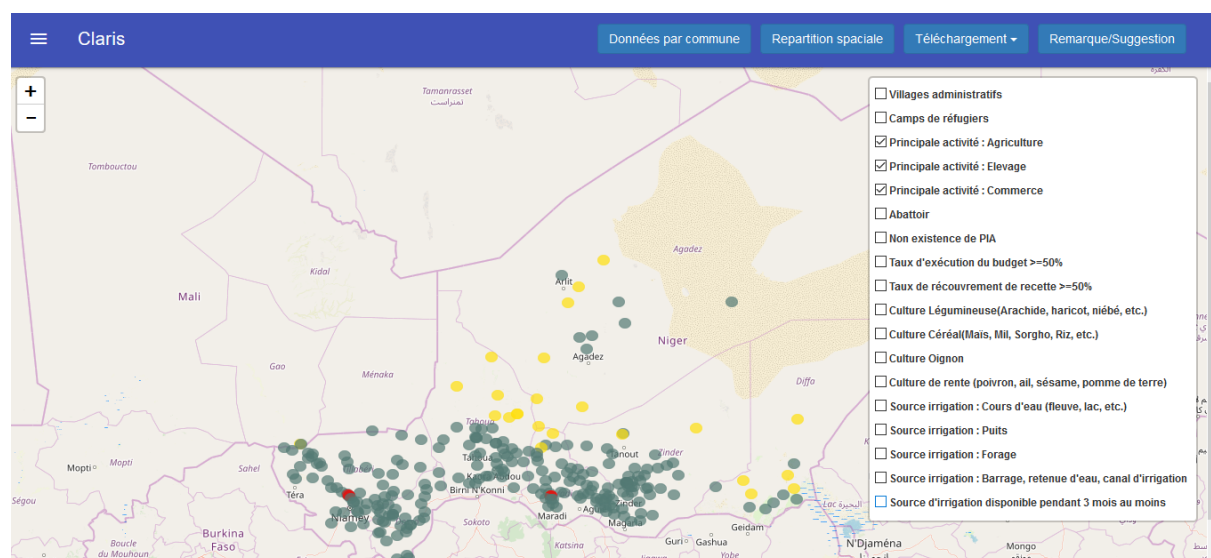 Claris
Données par commune
Repartition spaciale
Téléchargement
Remarque/Suggestion
+
−
Villages administratifs
Camps de réfugiers
Principale activité : Agriculture
Principale activité : Elevage
Principale activité : Commerce
Abattoir
Non existence de PIA
Taux d'exécution du budget >=50%
Taux de récouvrement de recette >=50%
Culture Légumineuse(Arachide, haricot, niébé, etc.)
Culture Céréal(Maïs, Mil, Sorgho, Riz, etc.)
Culture Oignon
Culture de rente (poivron, ail, sésame, pomme de terre)
Source irrigation : Cours d'eau (fleuve, lac, etc.)
Source irrigation : Puits
Source irrigation : Forage
Source irrigation : Barrage, retenue d'eau, canal d'irrigation
Source d'irrigation disponible pendant 3 mois au moins
Tamanrasset
تمنراست
Tombouctou
Agadez
Kidal
Arlit
Mali
Niger
Agadez
Gao
Ménaka
Diffa
Tahoua
Mopti
Mopti
Sahel
Zinder
Birni N'Konni
Téra
Ségou
Niamey
Maradi
Zinder
Magaria
Sokoto
Geidam
Burkina
Faso
Boucle
du Mouhoun
Katsina
Guri
Gashua
Yobe
N'Djaména
Mongo
Lac البحيرة